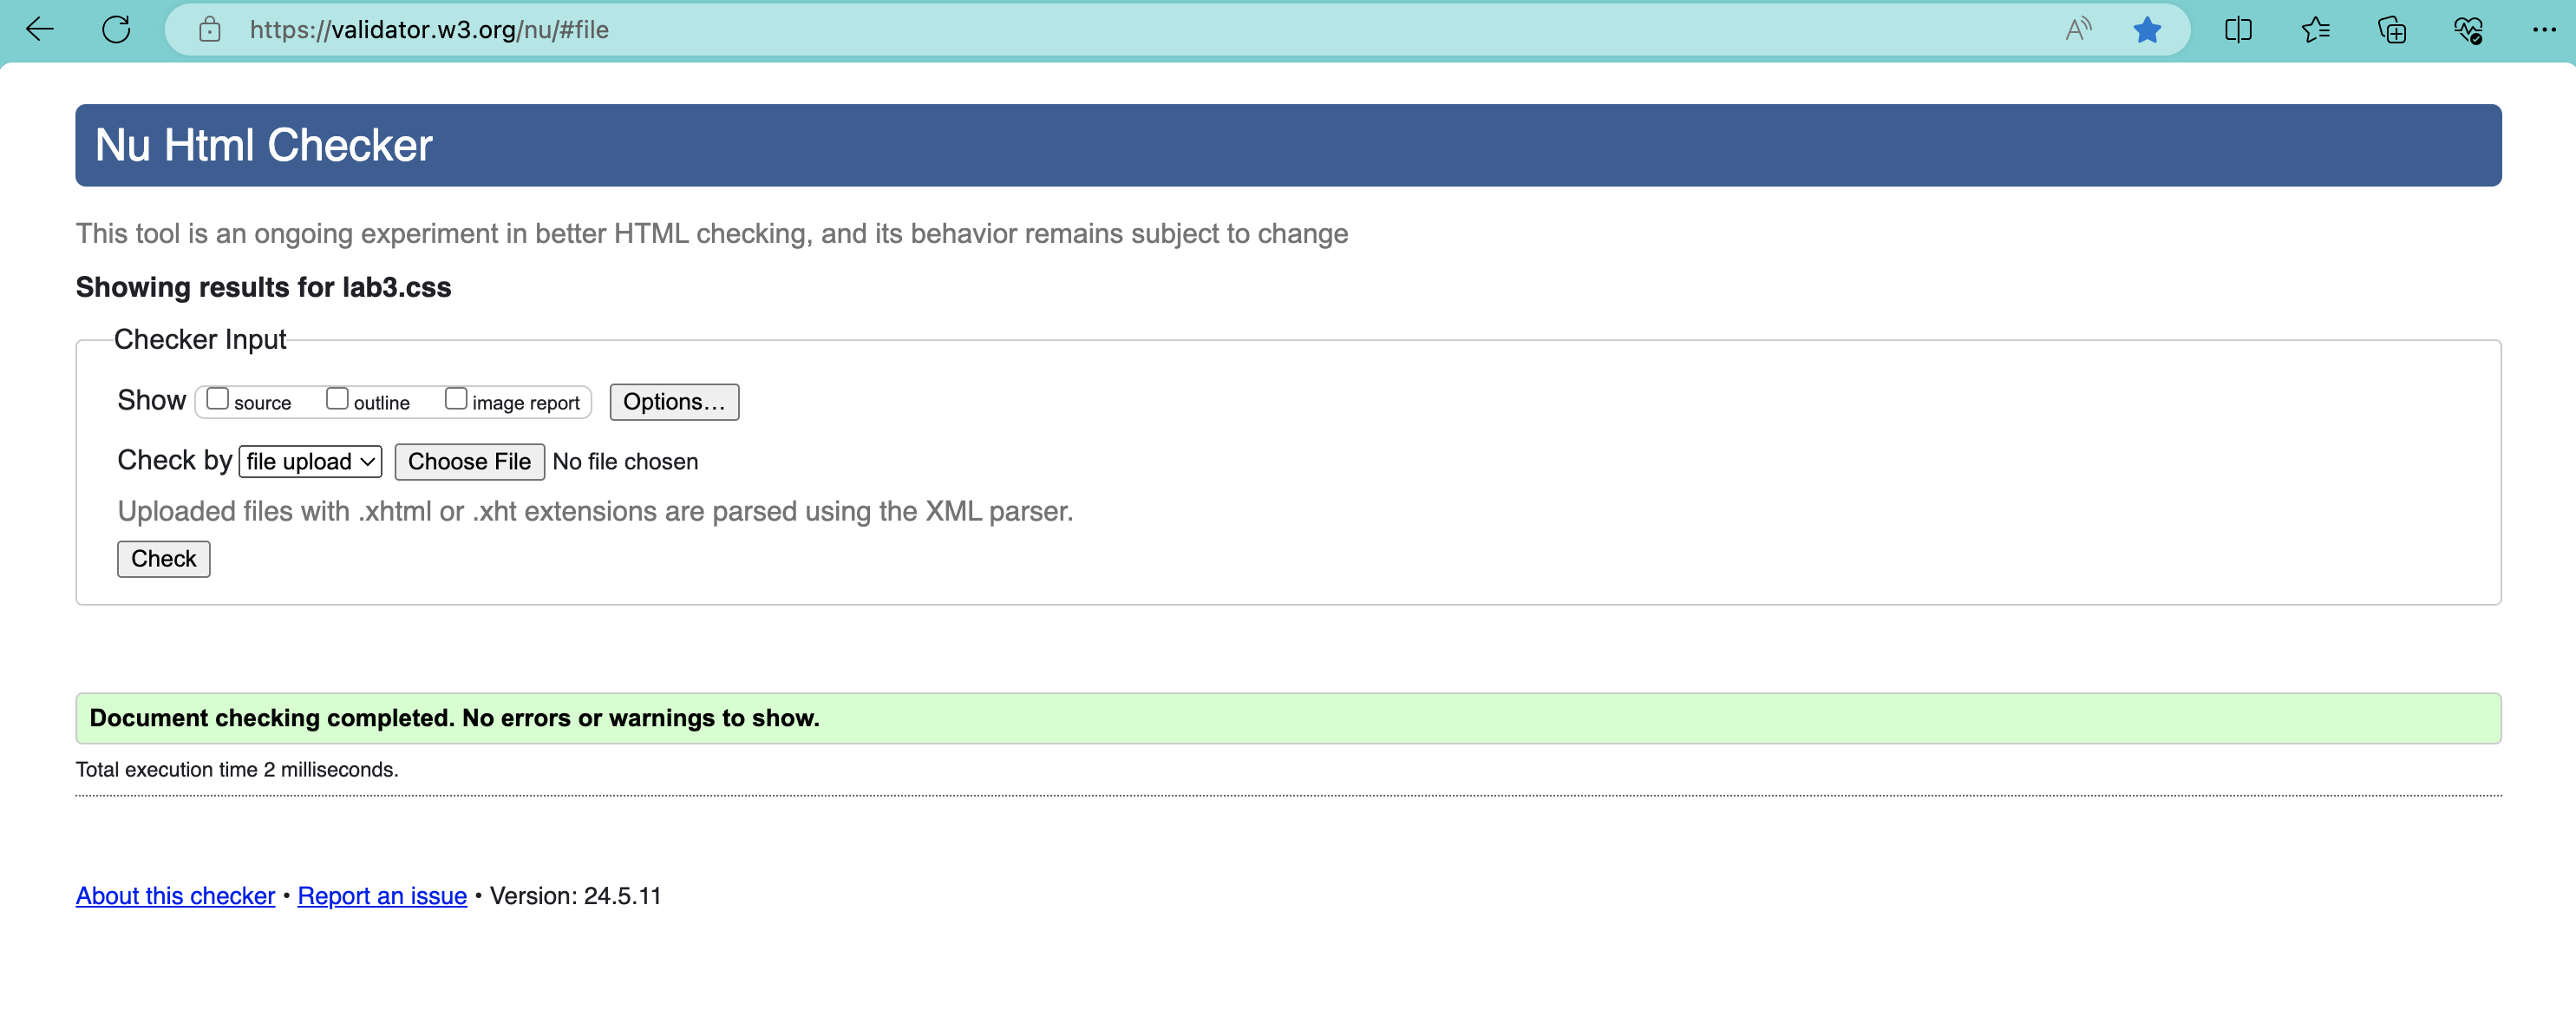 https://validator.w3.org/nu/#file
Nu Html Checker
This tool is an ongoing experiment in better HTML checking, and its behavior remains subject to change
Showing results for lab3.css
Checker Input
Show source outline image report Options...
Check by file upload Choose File No file chosen
Uploaded files with .xhtml or .xht extensions are parsed using the XML parser.
Check
Document checking completed. No errors or warnings to show.
Total execution time 2 milliseconds.
About this checker • Report an issue • Version: 24.5.11